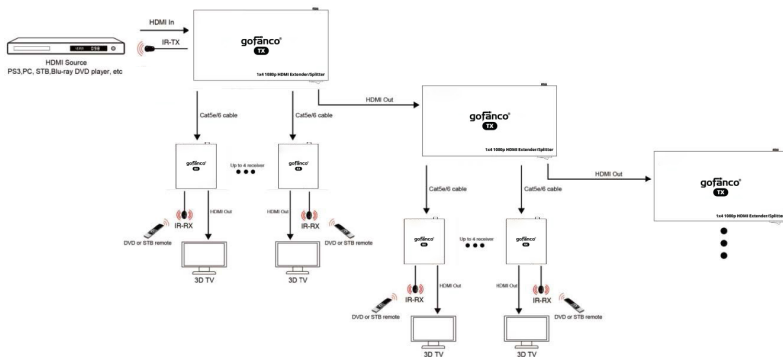 HDMI In
IR-TX
HDMI Source
PS3,PC, STB,Blu-ray DVD player, etc
gofanco®
TX
1x4 1080p HDMI Extender/Splitter
HDMI Out
Cat5e/6 cable
Cat5e/6 cable
gofanco®
Up to 4 receiver
gofanco®
IR-RX
HDMI Out
DVD or STB remote
3D TV
HDMI Out
IR-RX
DVD or STB remote
3D TV
gofanco®
TX
1x4 1080p HDMI Extender/Splitter
HDMI Out
Cat5e/6 cable
Cat5e/6 cable
gofanco®
Up to 4 receiver
gofanco®
IR-RX
HDMI Out
DVD or STB remote
3D TV
HDMI Out
IR-RX
DVD or STB remote
3D TV
gofanco®
TX
1x4 1080p HDMI Extender/Splitter